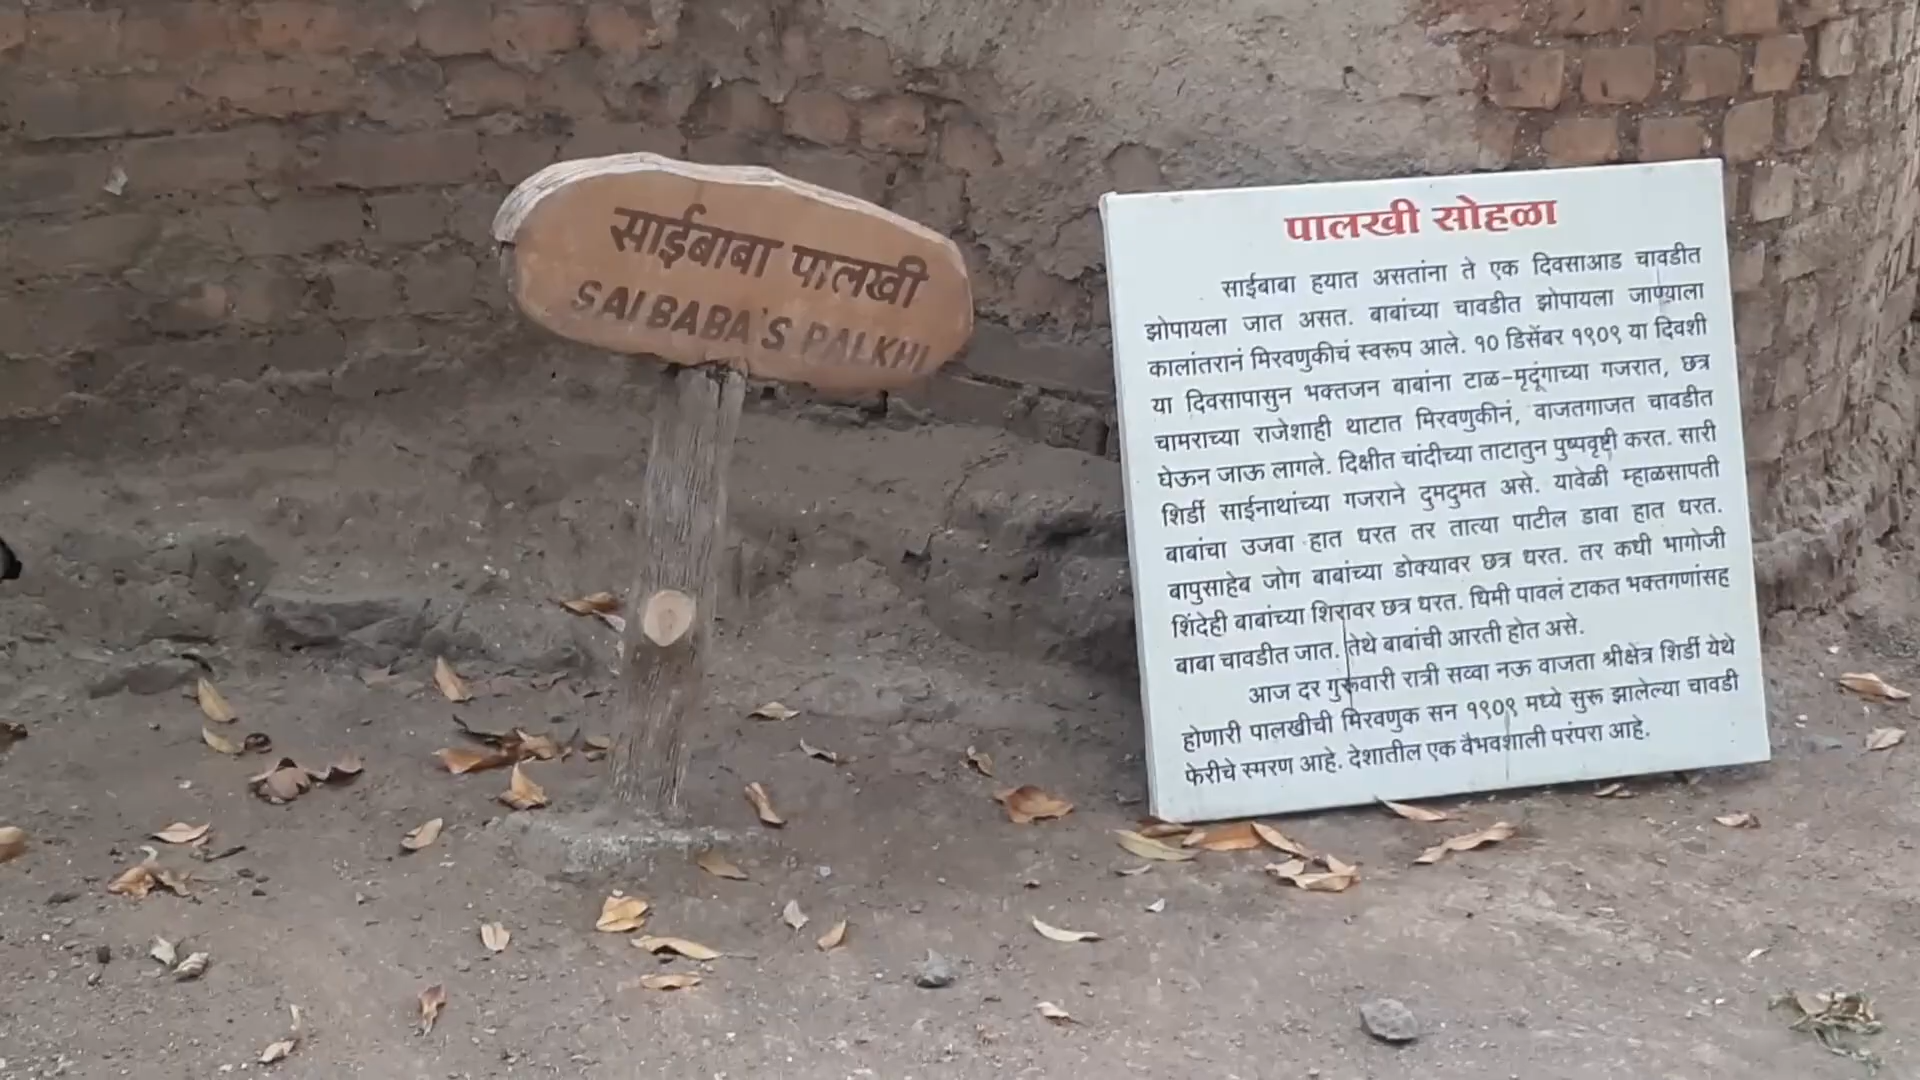 साईबाबा पालखी
SAI BABA'S PALKHI
पालखी सोहळा
साईबाबा हयात असतांना ते एक दिवसाआड चावडीत
झोपायला जात असत. बाबांच्या चावडीत झोपायला जाण्याला
कालांतरानं मिरवणुकीचं स्वरूप आले. १० डिसेंबर १९०९ या दिवशी
या दिवसापासुन भक्तजन बाबांना टाळ-मृदूंगाच्या गजरात, छत्र
चामराच्या राजेशाही थाटात मिरवणुकीनं, वाजतगाजत चावडीत
घेऊन जाऊ लागले. दिक्षीत चांदीच्या ताटातुन पुष्पवृष्टी करत. सारी
शिर्डी साईनाथांच्या गजराने दुमदुमत असे. यावेळी म्हाळसापती
बाबांचा उजवा हात धरत तर तात्या पाटील डावा हात धरत.
बापुसाहेब जोग बाबांच्या डोक्यावर छत्र धरत. तर कधी भागोजी
शिंदेही बाबांच्या शिरावर छत्र धरत. धिमी पावलं टाकत भक्तगणांसह
बाबा चावडीत जात. तेथे बाबांची आरती होत असे.
आज दर गुरूवारी रात्री सव्वा नऊ वाजता श्रीक्षेत्र शिर्डी येथे
होणारी पालखीची मिरवणुक सन १९०९ मध्ये सुरू झालेल्या चावडी
फेरीचे स्मरण आहे. देशातील एक वैभवशाली परंपरा आहे.